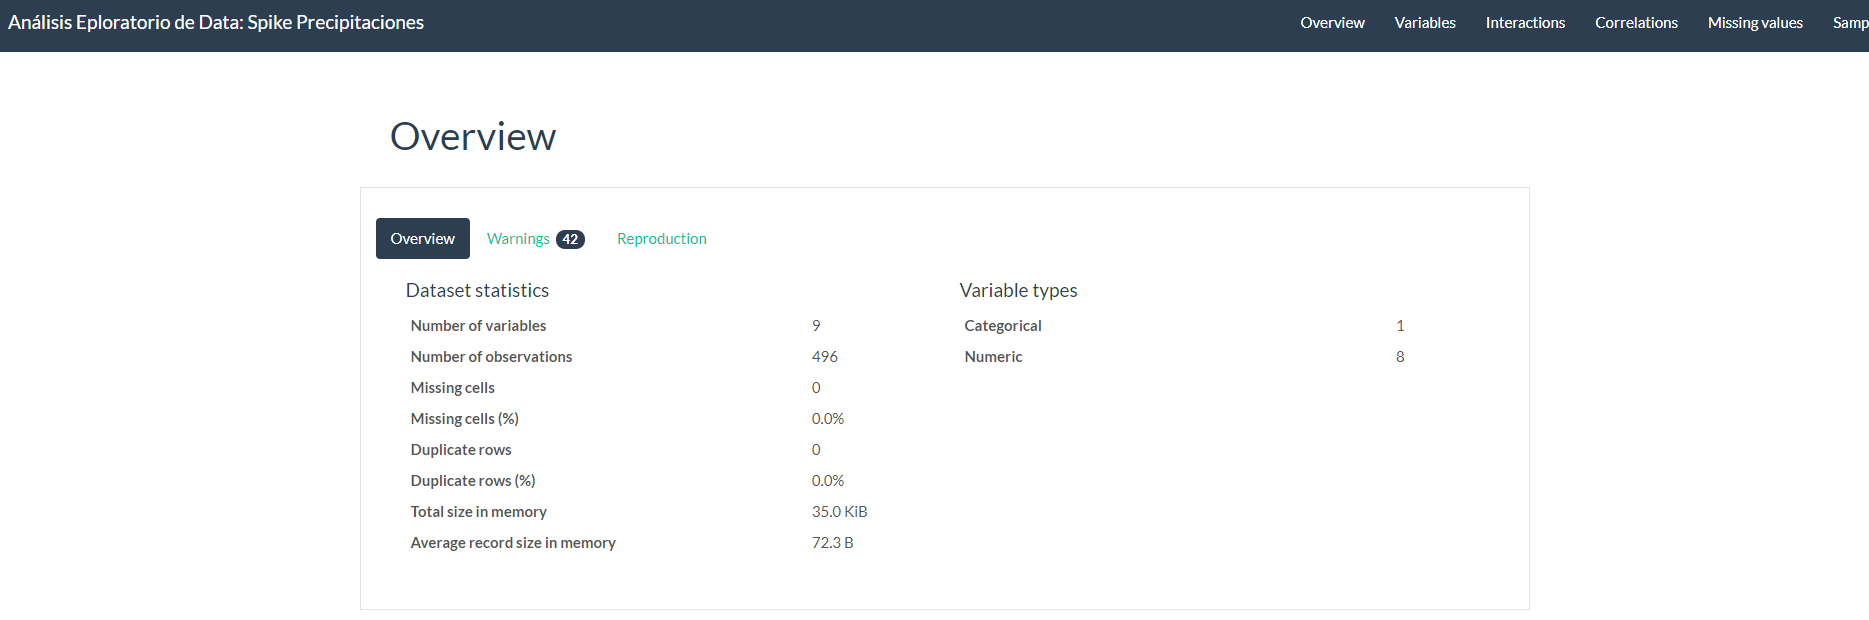 Análisis Eploratorio de Data: Spike Precipitaciones Overview Variables Interactions Correlations Missing values Samp
Overview
Overview Warnings 42 Reproduction
Dataset statistics Variable types
Number of variables 9 Categorical 1
Number of observations 496 Numeric 8
Missing cells 0
Missing cells (%) 0.0%
Duplicate rows 0
Duplicate rows (%) 0.0%
Total size in memory 35.0 KiB
Average record size in memory 72.3 B